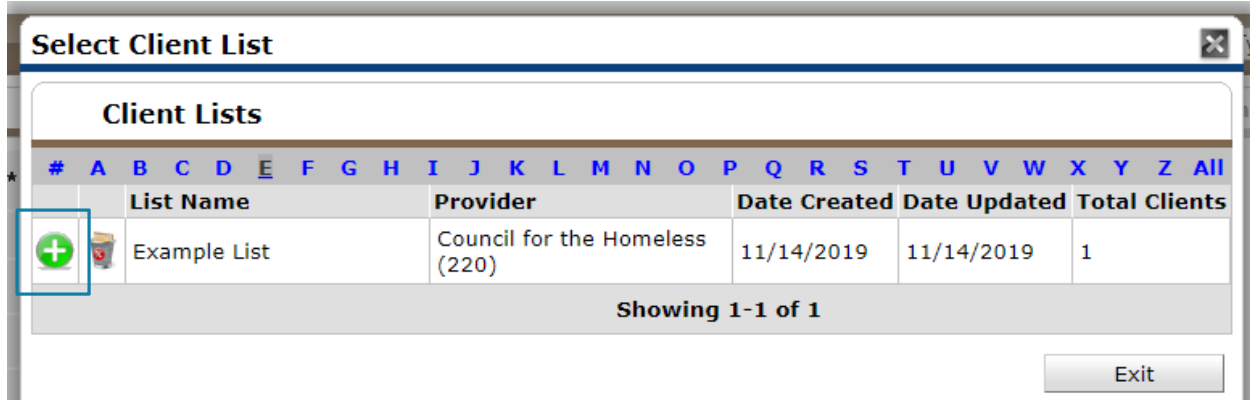 Select Client List
Client Lists
# A B C D E F G H I J K L M N O P Q R S T U V W X Y Z All
List Name Provider Date Created Date Updated Total Clients
Example List Council for the Homeless (220) 11/14/2019 11/14/2019 1
Showing 1-1 of 1
Exit